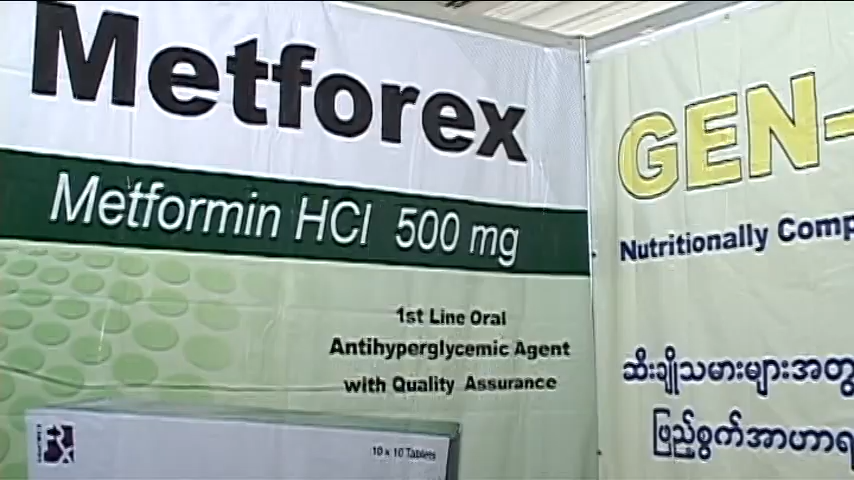 Metforex
Metformin HCl 500 mg
1st Line Oral
Antihyperglycemic Agent
with Quality Assurance
10 x 10 Tablets
GEN-
Nutritionally Comp
ဆီးချိုသမားများအတွ
ပြည့်စွက်အာဟာရ